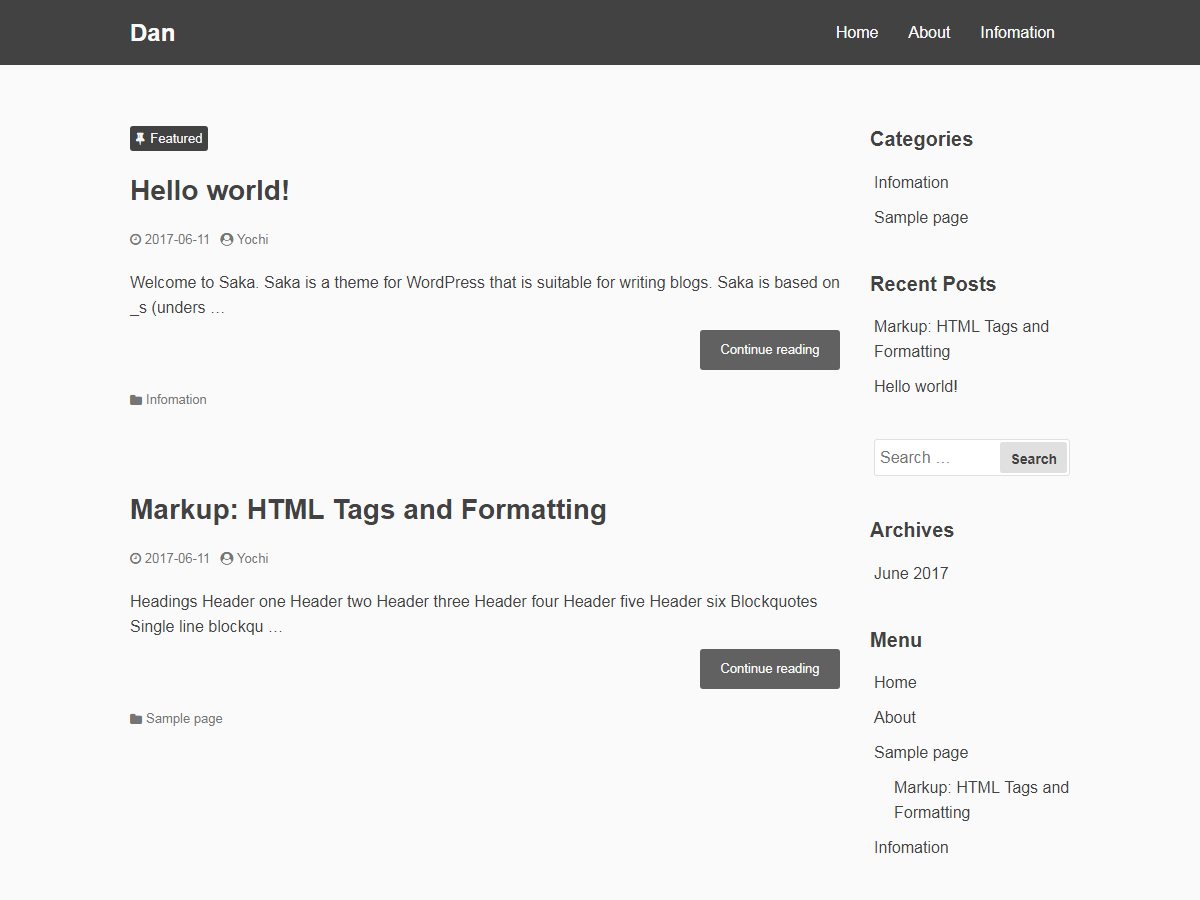 Dan
Home About Infomation
Featured
Hello world!
2017-06-11 Yochi
Welcome to Saka. Saka is a theme for WordPress that is suitable for writing blogs. Saka is based on
_s (unders …
Continue reading
Infomation
Markup: HTML Tags and Formatting
2017-06-11 Yochi
Headings Header one Header two Header three Header four Header five Header six Blockquotes
Single line blockqu …
Continue reading
Sample page
Categories
Infomation
Sample page
Recent Posts
Markup: HTML Tags and
Formatting
Hello world!
Search … Search
Archives
June 2017
Menu
Home
About
Sample page
Markup: HTML Tags and
Formatting
Infomation